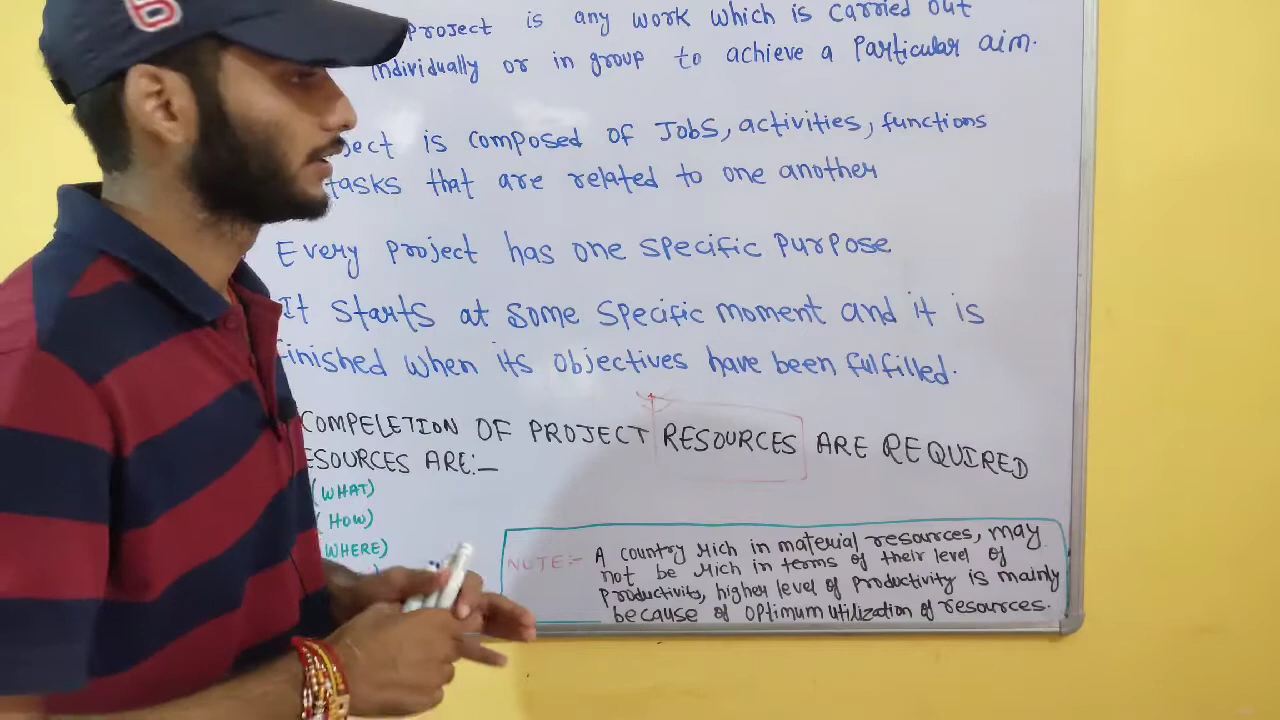 6
project is any work which is carried out
individually or in group to achieve a particular aim.
is composed of Jobs, activities, functions
tasks that are related to one another
Every project has one specific purpose
It starts at some specific moment and it is
finished when its objectives have been fulfilled.
COMPELETION OF PROJECT RESOURCES ARE REQUIRED
ESOURCES ARE:-
(WHAT)
(HOW)
WHERE)
NOTE:- A country rich in material resources, may
not be rich in terms of their level of
productivity, higher level of productivity is mainly
because of optimum utilization of resources.